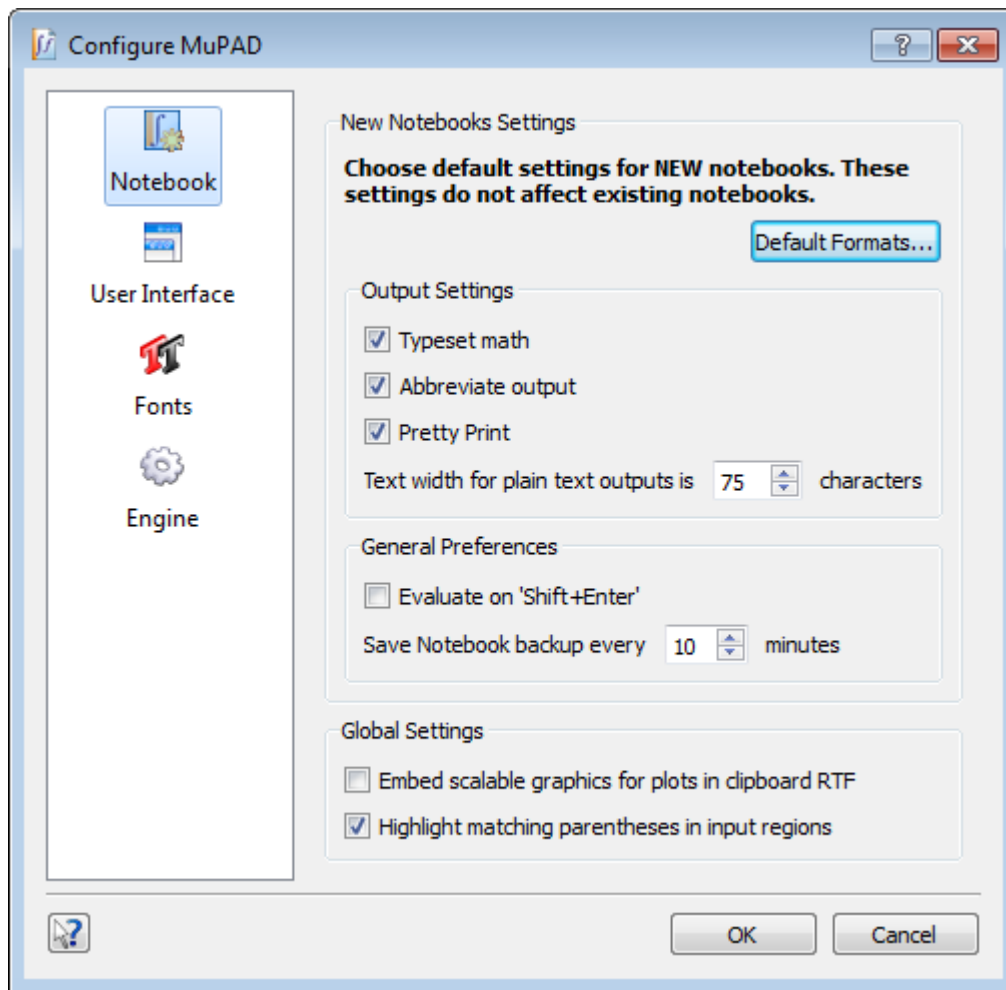 Configure MuPAD
Notebook
User Interface
Fonts
Engine
New Notebooks Settings
Choose default settings for NEW notebooks. These
settings do not affect existing notebooks.
Default Formats...
Output Settings
Typeset math
Abbreviate output
Pretty Print
Text width for plain text outputs is 75 characters
General Preferences
Evaluate on 'Shift+Enter'
Save Notebook backup every 10 minutes
Global Settings
Embed scalable graphics for plots in clipboard RTF
Highlight matching parentheses in input regions
OK Cancel